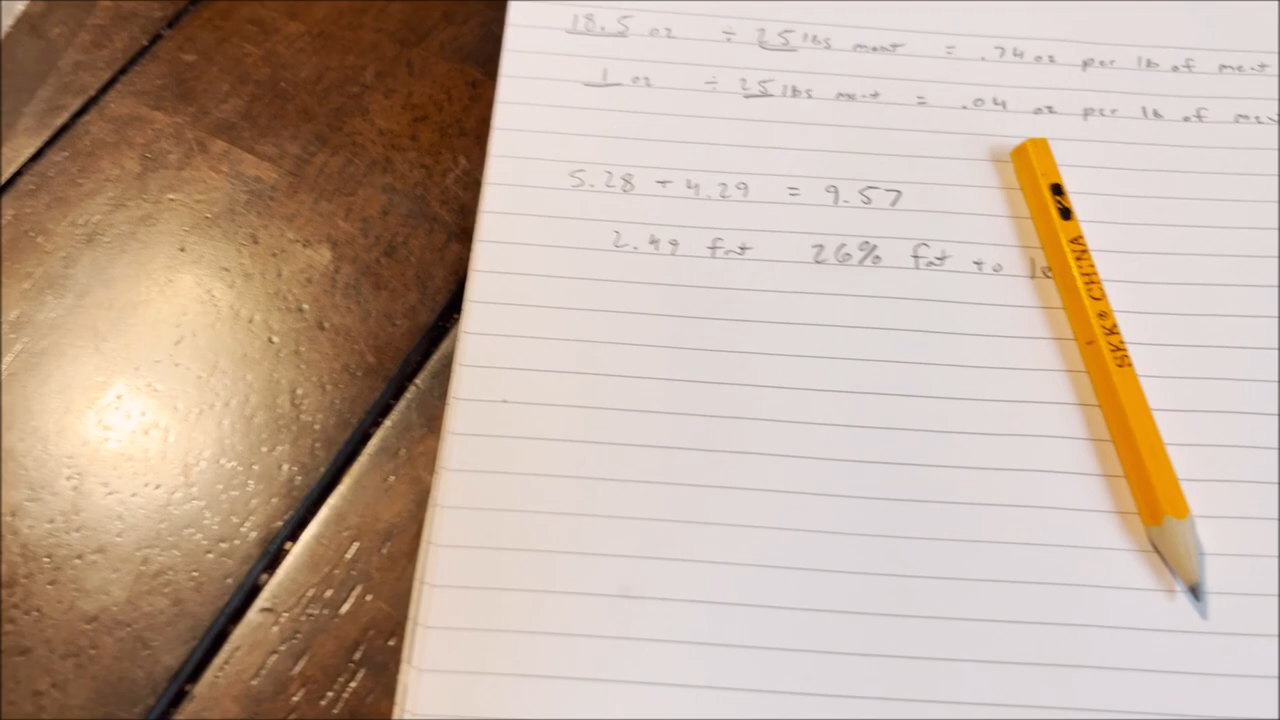 18.5 oz ÷ 25 lbs meat = .74 oz per lb of meat
1 oz ÷ 25 lbs meat = .04 oz per lb of
5.28 + 4.29 = 9.57
2.49 fat 26% fat to
SKK® CHINA